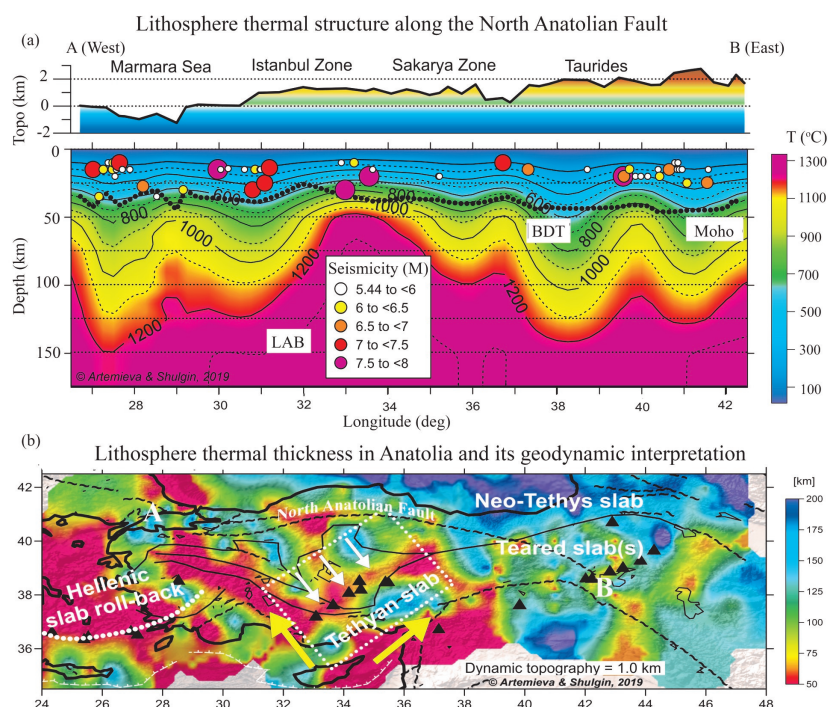 Lithosphere thermal structure along the North Anatolian Fault
(a)
A (West)
B (East)
Marmara Sea
Istanbul Zone
Sakarya Zone
Taurides
Topo (km)
2
0
-2
T (°C)
0
50
100
150
Depth (km)
800
600
1000
1200
1200
800
1000
1000
1200
600
800
1000
1200
BDT
Moho
LAB
Seismicity (M)
5.44 to <6
6 to <6.5
6.5 to <7
7 to <7.5
7.5 to <8
© Artemieva & Shulgin, 2019
28 30 32 34 36 38 40 42
Longitude (deg)
1300
1100
900
700
500
300
100
(b)
Lithosphere thermal thickness in Anatolia and its geodynamic interpretation
42
40
38
36
A
North Anatolian Fault
Neo-Tethys slab
Teared slab(s)
B
Hellenic
slab roll-back
Tethyan slab
Dynamic topography = 1.0 km
© Artemieva & Shulgin, 2019
24 26 28 30 32 34 36 38 40 42 44 46 48
[km]
200
175
150
125
100
75
50